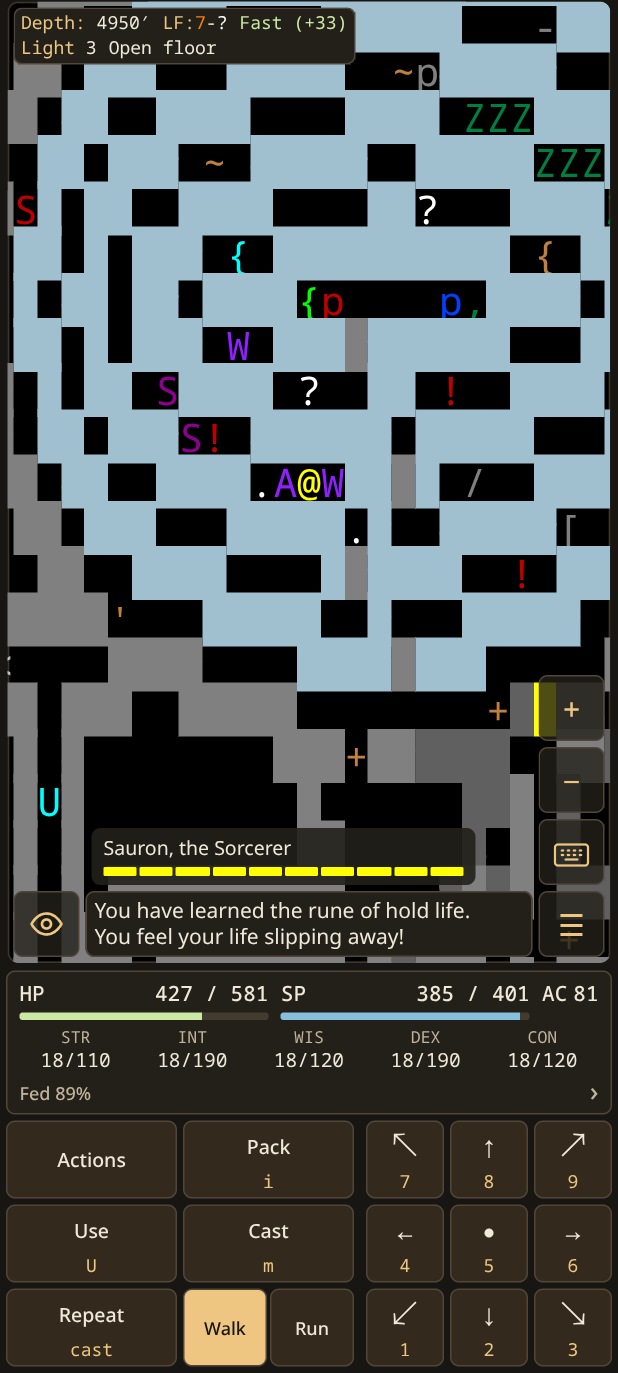 Depth: 4950′ LF:7-? Fast (+33)
Light 3 Open floor
-
~p
ZZZ
~
ZZZ
S
?
{
{
{p
p,
W
S
?
!
S!
.A@W
/
.
[
!
'
+
+
+
−
U
Sauron, the Sorcerer
You have learned the rune of hold life.
You feel your life slipping away!
HP 427 / 581 SP 385 / 401 AC 81
STR INT WIS DEX CON
18/110 18/190 18/120 18/190 18/120
Fed 89% ›
Actions
Pack
i
↖
7
↑
8
↗
9
Use
U
Cast
m
←
4
●
5
→
6
Repeat
cast
Walk
Run
↙
1
↓
2
↘
3